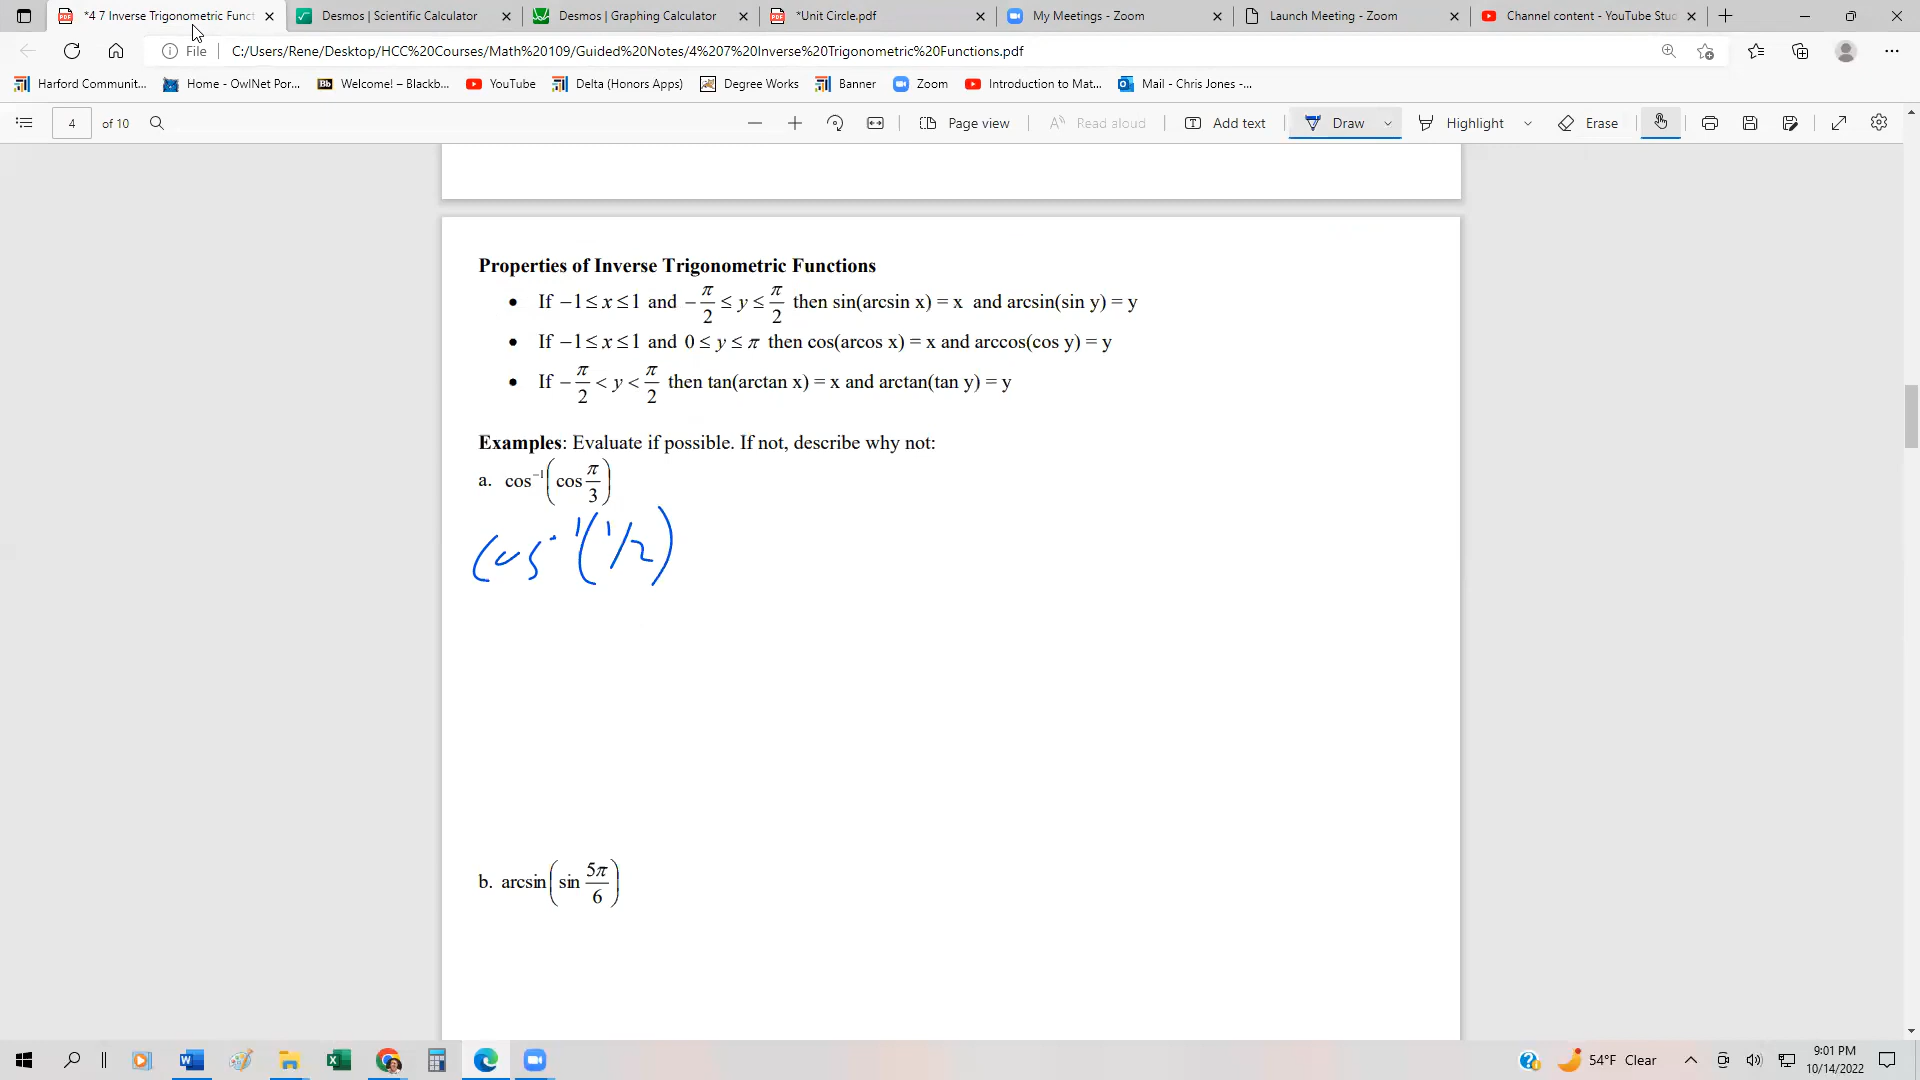 *4 7 Inverse Trigonometric Funct
Desmos | Scientific Calculator
Desmos | Graphing Calculator
*Unit Circle.pdf
My Meetings - Zoom
Launch Meeting - Zoom
Channel content - YouTube Stud
File
C:/Users/Rene/Desktop/HCC%20Courses/Math%20109/Guided%20Notes/4%207%20Inverse%20Trigonometric%20Functions.pdf
Harford Communit...
Home - OwlNet Por...
Bb Welcome! – Blackb...
YouTube
Delta (Honors Apps)
Degree Works
Banner
Zoom
Introduction to Mat...
Mail - Chris Jones -...
4 of 10
Page view
Read aloud
Add text
Draw
Highlight
Erase
Properties of Inverse Trigonometric Functions
• If −1 ≤ x ≤ 1 and −π/2 ≤ y ≤ π/2 then sin(arcsin x) = x and arcsin(sin y) = y
• If −1 ≤ x ≤ 1 and 0 ≤ y ≤ π then cos(arcos x) = x and arccos(cos y) = y
• If −π/2 < y < π/2 then tan(arctan x) = x and arctan(tan y) = y
Examples: Evaluate if possible. If not, describe why not:
a. cos⁻¹(cos π/3)
cos⁻¹(1/2)
b. arcsin(sin 5π/6)
54°F Clear
9:01 PM
10/14/2022